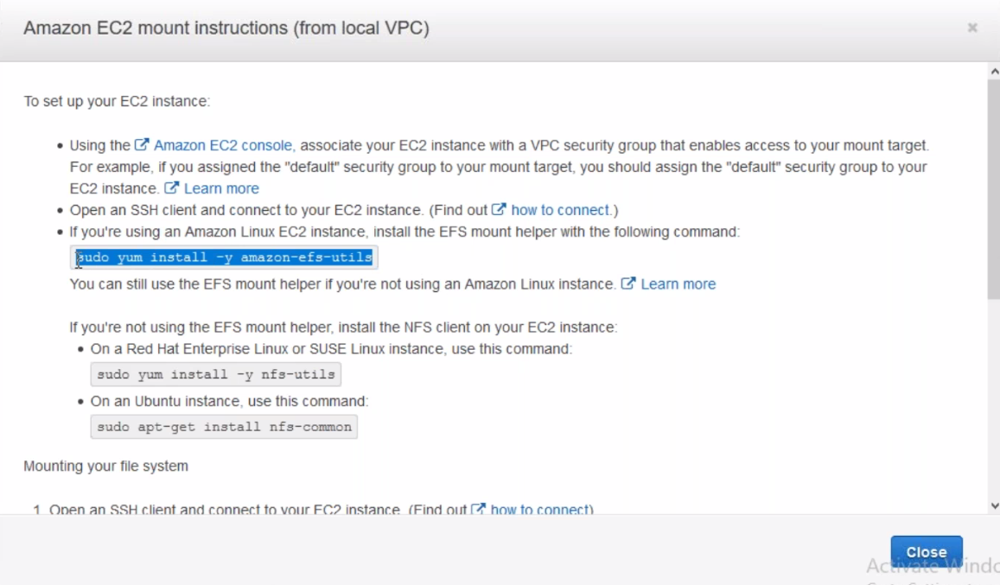 Amazon EC2 mount instructions (from local VPC)
To set up your EC2 instance:
Using the Amazon EC2 console, associate your EC2 instance with a VPC security group that enables access to your mount target.
For example, if you assigned the "default" security group to your mount target, you should assign the "default" security group to your
EC2 instance. Learn more
Open an SSH client and connect to your EC2 instance. (Find out how to connect.)
If you're using an Amazon Linux EC2 instance, install the EFS mount helper with the following command:
sudo yum install -y amazon-efs-utils
You can still use the EFS mount helper if you're not using an Amazon Linux instance. Learn more
If you're not using the EFS mount helper, install the NFS client on your EC2 instance:
On a Red Hat Enterprise Linux or SUSE Linux instance, use this command:
sudo yum install -y nfs-utils
On an Ubuntu instance, use this command:
sudo apt-get install nfs-common
Mounting your file system
1. Open an SSH client and connect to your EC2 instance. (Find out how to connect)
Close
Activate Windo